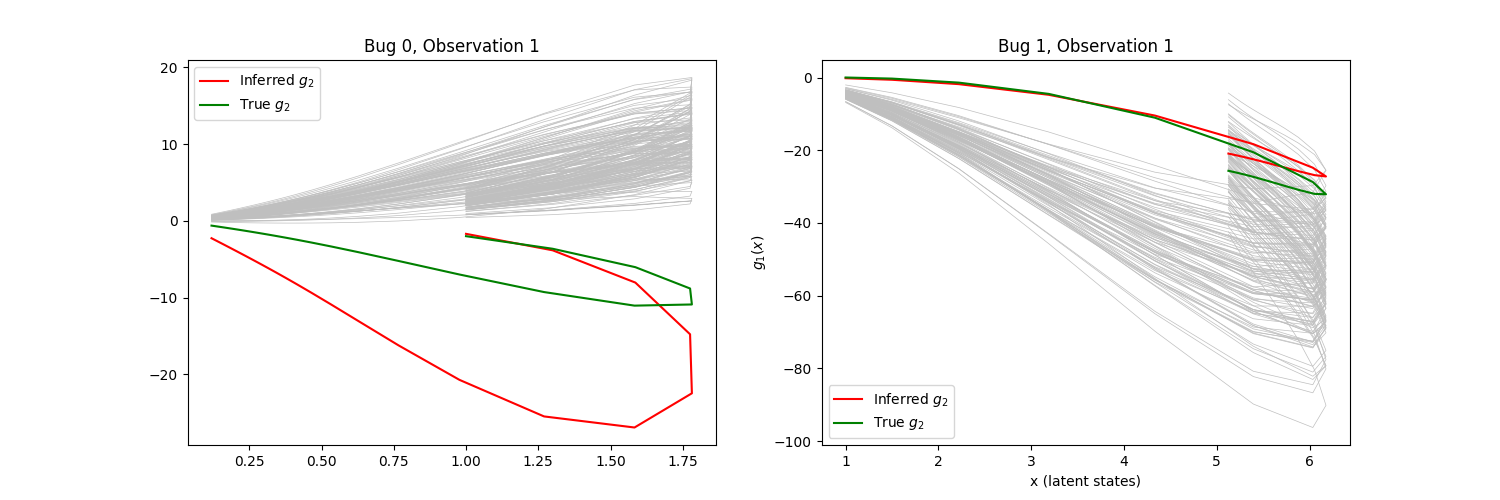 Bug 0, Observation 1
Inferred g₂
True g₂
20
10
0
−10
−20
0.25 0.50 0.75 1.00 1.25 1.50 1.75
Bug 1, Observation 1
Inferred g₂
True g₂
g₁(x)
0
−20
−40
−60
−80
−100
1 2 3 4 5 6
x (latent states)